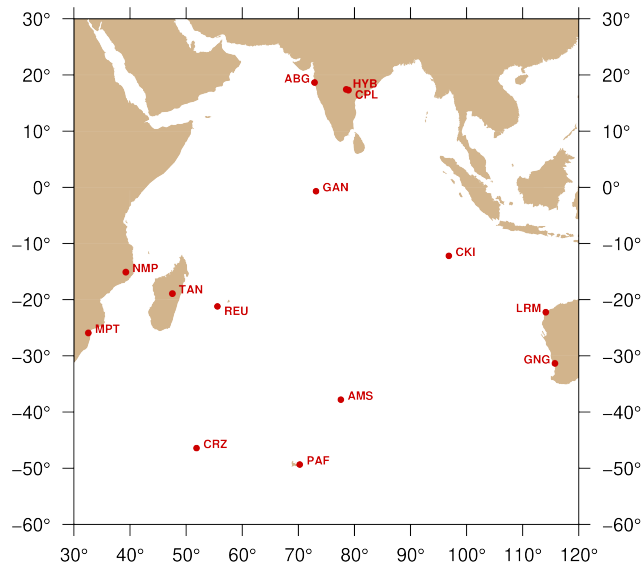 30° 30°
20° 20°
10° 10°
0° 0°
−10° −10°
−20° −20°
−30° −30°
−40° −40°
−50° −50°
−60° −60°
30° 40° 50° 60° 70° 80° 90° 100° 110° 120°
ABG
HYB
CPL
GAN
CKI
NMP
TAN
REU
LRM
MPT
GNG
AMS
CRZ
PAF